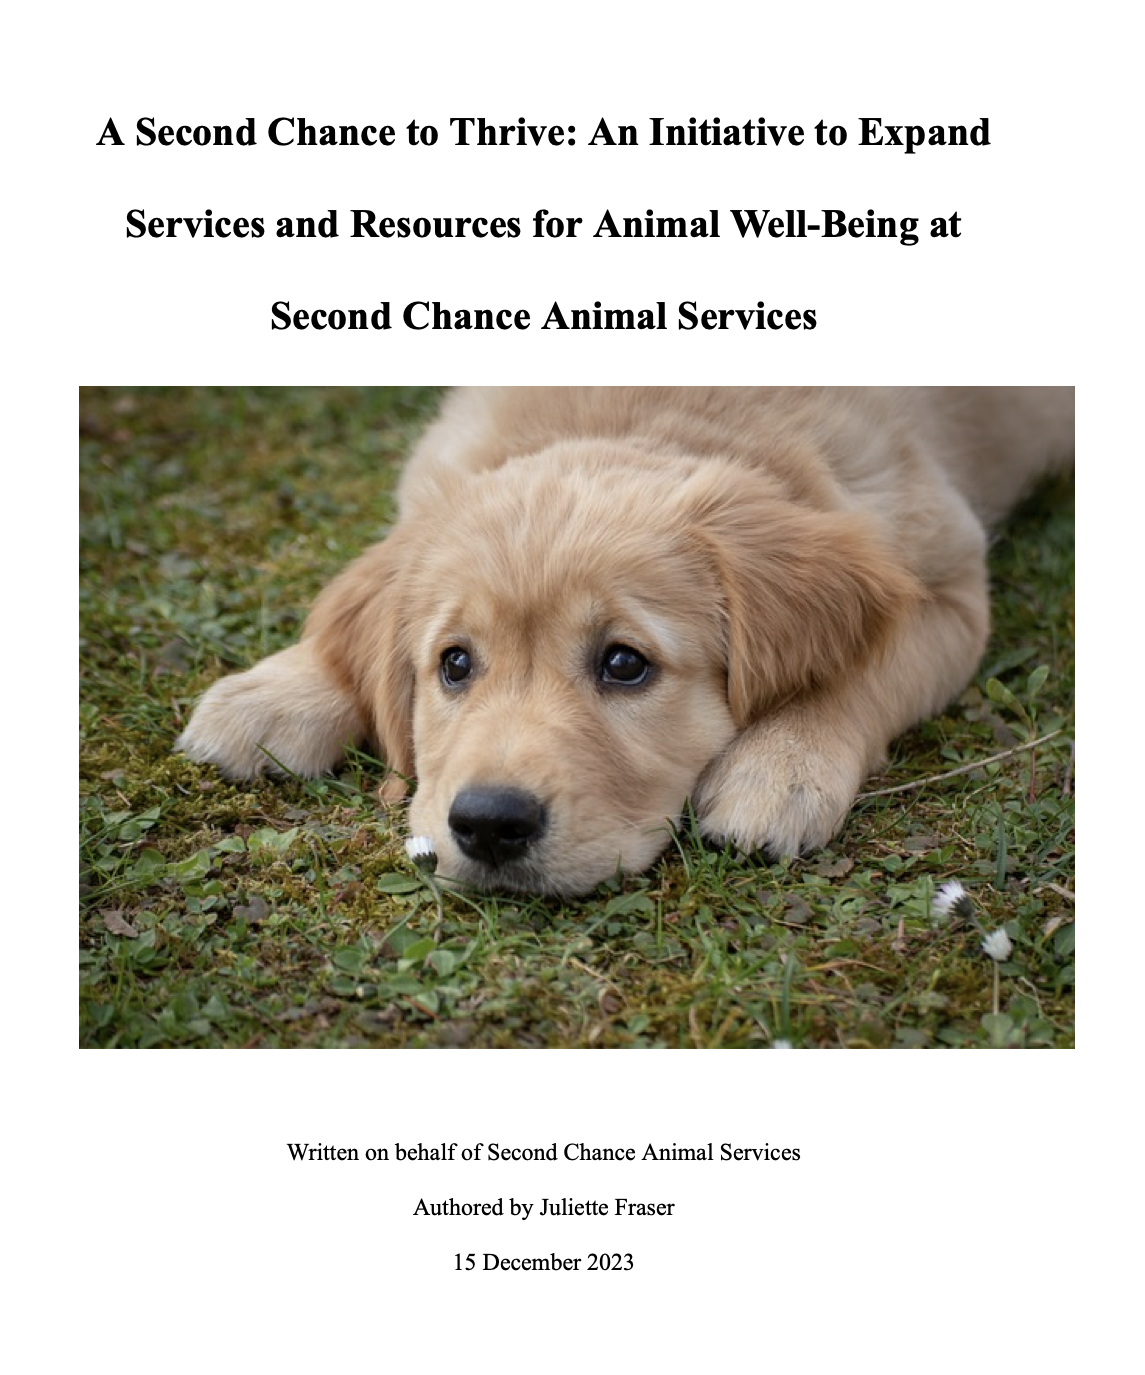 A Second Chance to Thrive: An Initiative to Expand
Services and Resources for Animal Well-Being at
Second Chance Animal Services
Written on behalf of Second Chance Animal Services
Authored by Juliette Fraser
15 December 2023